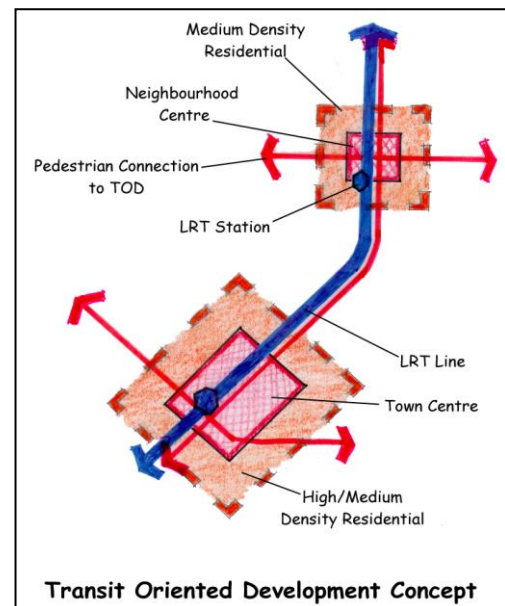 Medium Density
Residential
Neighbourhood
Centre
Pedestrian Connection
to TOD
LRT Station
LRT Line
Town Centre
High/Medium
Density Residential
Transit Oriented Development Concept